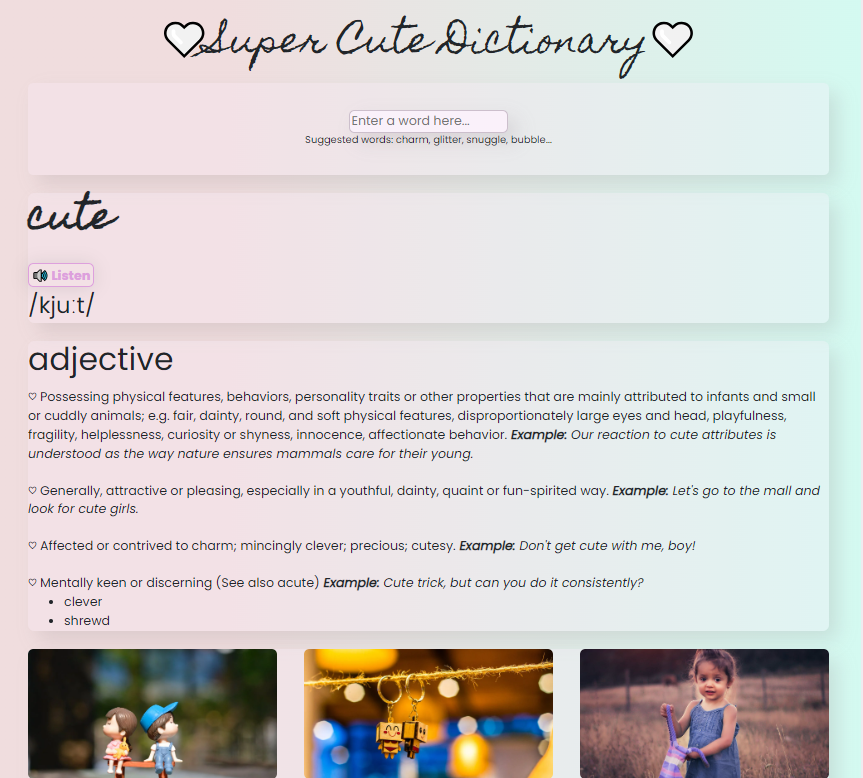 Super Cute Dictionary
Enter a word here...
Suggested words: charm, glitter, snuggle, bubble...
cute
Listen
/kjuːt/
adjective
♡ Possessing physical features, behaviors, personality traits or other properties that are mainly attributed to infants and small
or cuddly animals; e.g. fair, dainty, round, and soft physical features, disproportionately large eyes and head, playfulness,
fragility, helplessness, curiosity or shyness, innocence, affectionate behavior. Example: Our reaction to cute attributes is
understood as the way nature ensures mammals care for their young.
♡ Generally, attractive or pleasing, especially in a youthful, dainty, quaint or fun-spirited way. Example: Let's go to the mall and
look for cute girls.
♡ Affected or contrived to charm; mincingly clever; precious; cutesy. Example: Don't get cute with me, boy!
♡ Mentally keen or discerning (See also acute) Example: Cute trick, but can you do it consistently?
• clever
• shrewd